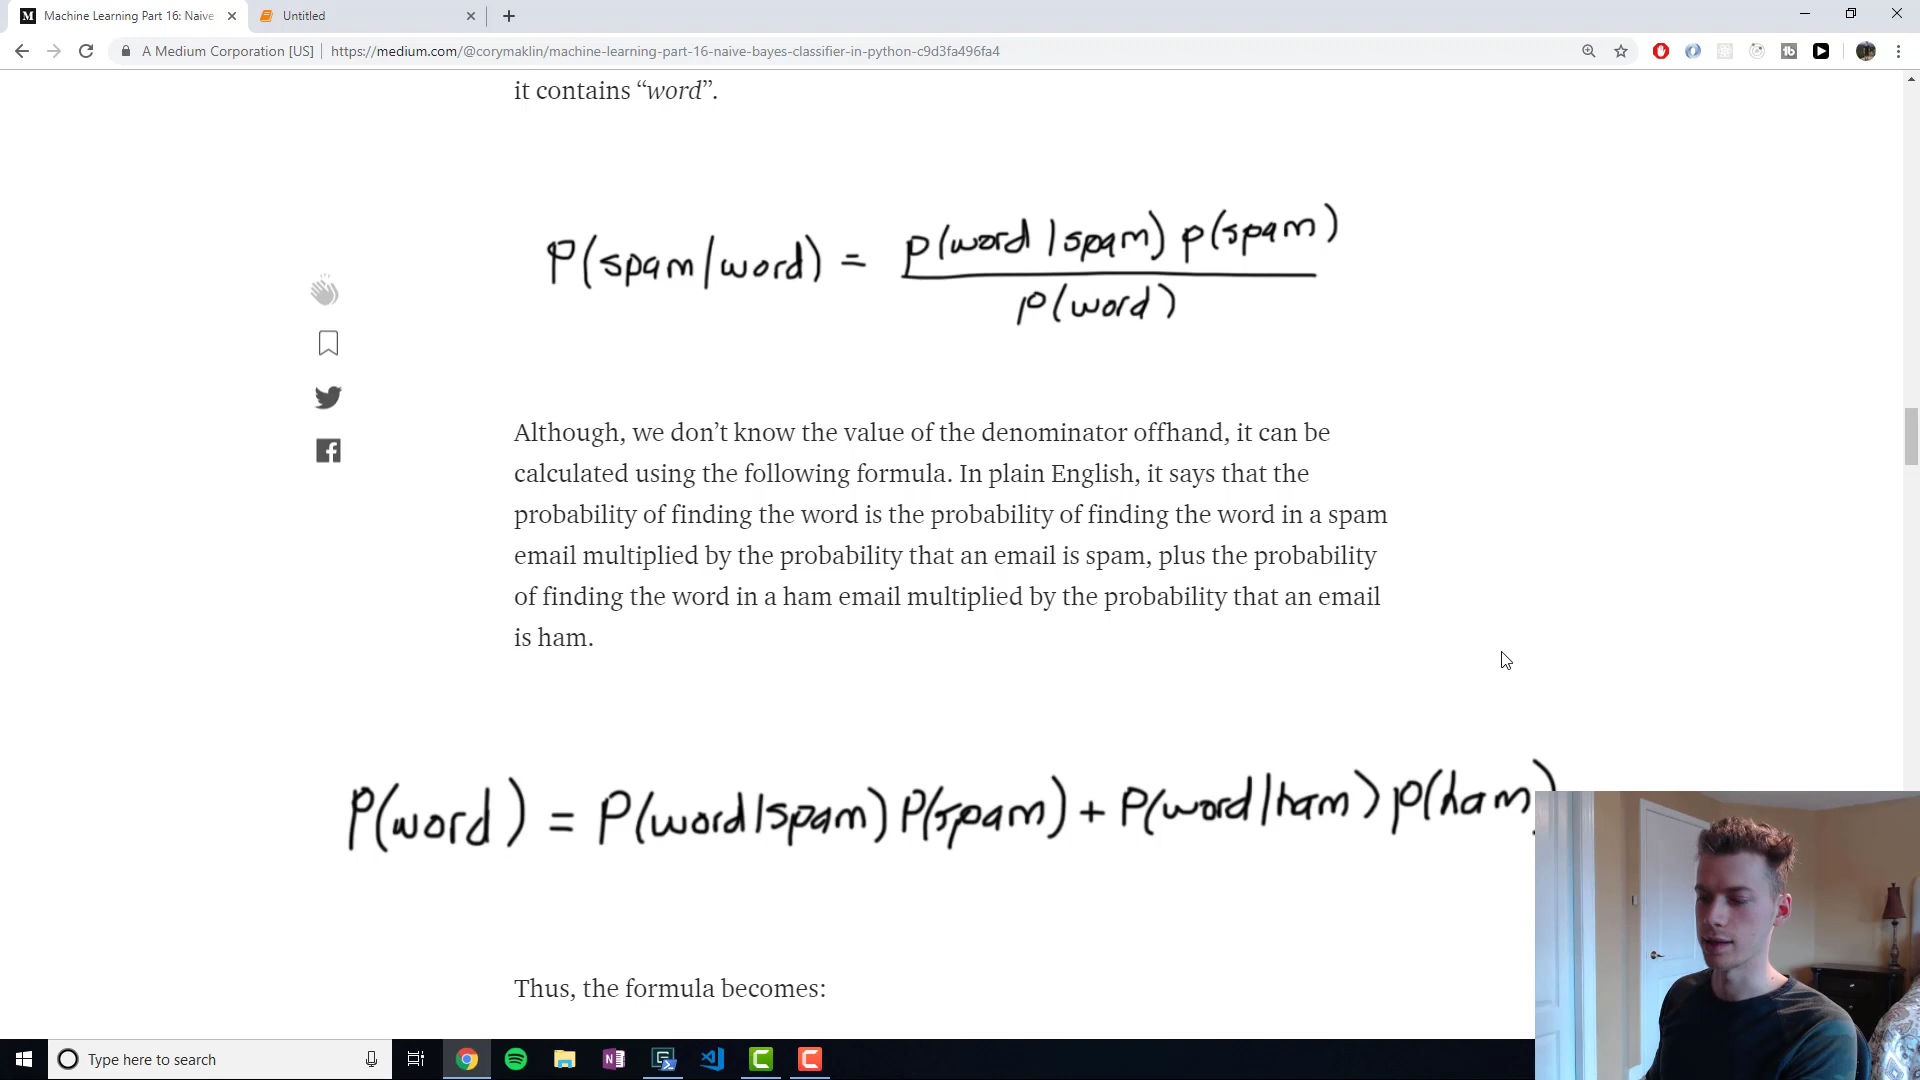 Machine Learning Part 16: Naive
Untitled
A Medium Corporation [US] | https://medium.com/@corymaklin/machine-learning-part-16-naive-bayes-classifier-in-python-c9d3fa496fa4
it contains “word”.
P(spam|word) = p(word|spam) p(spam)
p(word)
Although, we don’t know the value of the denominator offhand, it can be
calculated using the following formula. In plain English, it says that the
probability of finding the word is the probability of finding the word in a spam
email multiplied by the probability that an email is spam, plus the probability
of finding the word in a ham email multiplied by the probability that an email
is ham.
P(word) = P(word|spam) P(spam) + P(word|ham) p(ham)
Thus, the formula becomes:
Type here to search